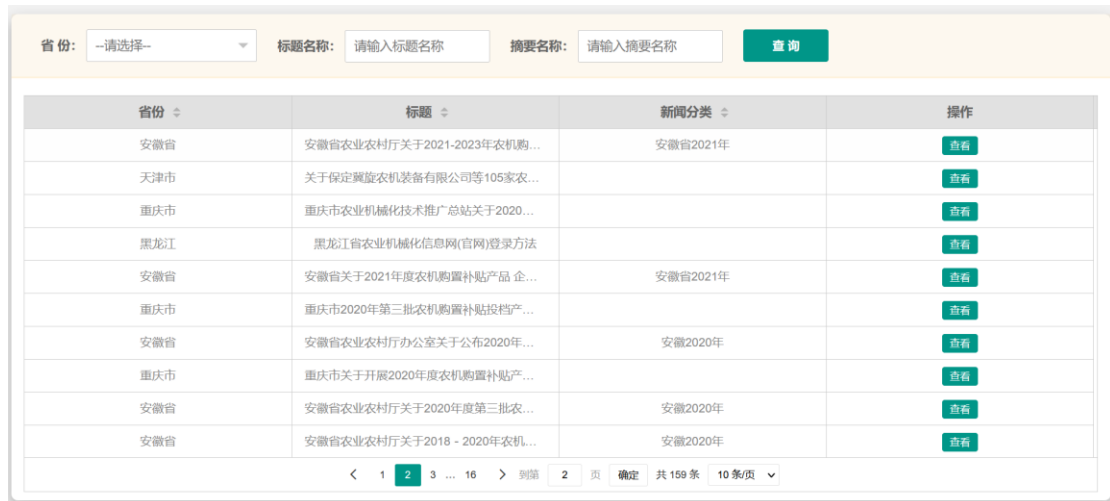 省 份: --请选择-- 标题名称: 请输入标题名称 摘要名称: 请输入摘要名称 查 询
省份 标题 新闻分类 操作
安徽省 安徽省农业农村厅关于2021-2023年农机购... 安徽省2021年 查看
天津市 关于保定冀旋农机装备有限公司等105家农... 查看
重庆市 重庆市农业机械化技术推广总站关于2020... 查看
黑龙江 黑龙江省农业机械化信息网(官网)登录方法 查看
安徽省 安徽省关于2021年度农机购置补贴产品 企... 安徽省2021年 查看
重庆市 重庆市2020年第三批农机购置补贴投档产... 查看
安徽省 安徽省农业农村厅办公室关于公布2020年... 安徽2020年 查看
重庆市 重庆市关于开展2020年度农机购置补贴产... 查看
安徽省 安徽省农业农村厅关于2020年度第三批农... 安徽2020年 查看
安徽省 安徽省农业农村厅关于2018 - 2020年农机... 安徽2020年 查看
1 2 3 ... 16 到第 2 页 确定 共 159 条 10 条/页